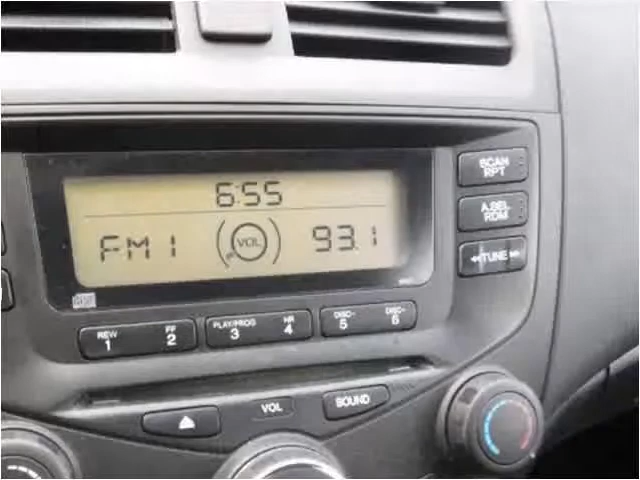 6:55
FM1 VOL 93.1
SCAN
RPT
A.SEL
RDM
TUNE
REW
1
FF
2
PLAY/PROG
3
NR
4
DISC-
5
DISC+
6
VOL
SOUND